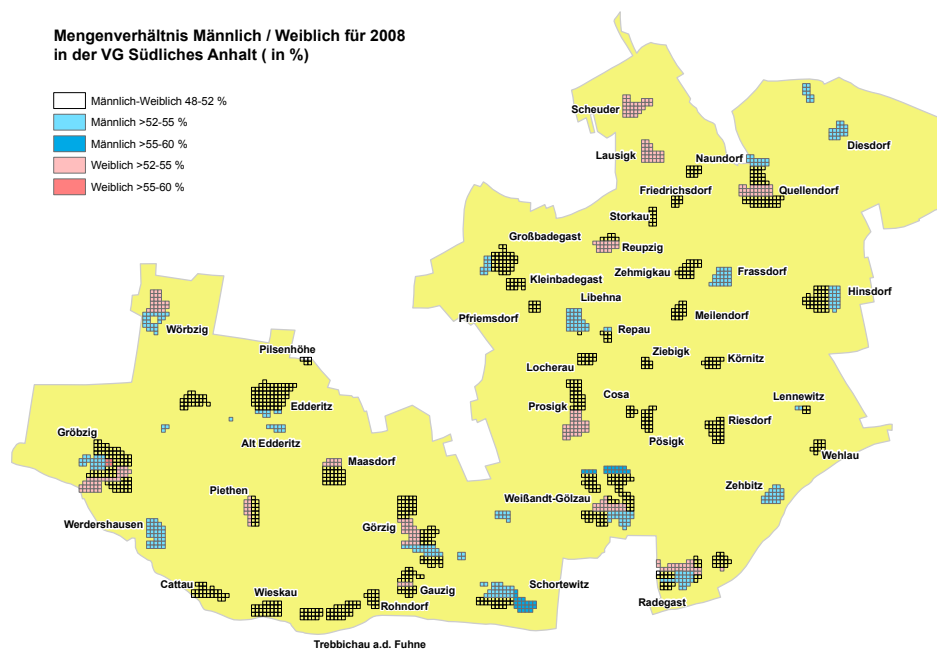 Mengenverhältnis Männlich / Weiblich für 2008
in der VG Südliches Anhalt ( in %)
Männlich-Weiblich 48-52 %
Männlich >52-55 %
Männlich >55-60 %
Weiblich >52-55 %
Weiblich >55-60 %
Scheuder
Diesdorf
Lausigk
Naundorf
Friedrichsdorf
Quellendorf
Storkau
Großbadegast
Reupzig
Zehmigkau
Frassdorf
Kleinbadegast
Hinsdorf
Libehna
Pfriemsdorf
Meilendorf
Wörbzig
Repau
Pilsenhöhe
Ziebigk
Locherau
Körnitz
Edderitz
Prosigk
Cosa
Lennewitz
Gröbzig
Alt Edderitz
Pösigk
Riesdorf
Wehlau
Maasdorf
Piethen
Weißandt-Gölzau
Zehbitz
Werdershausen
Görzig
Cattau
Wieskau
Gauzig
Schortewitz
Rohndorf
Radegast
Trebbichau a.d. Fuhne